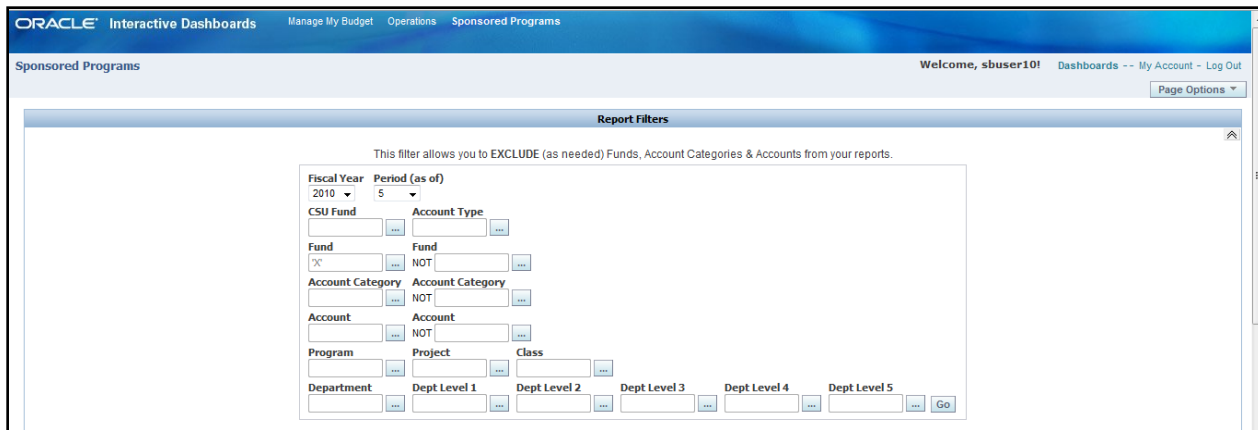 ORACLE® Interactive Dashboards Manage My Budget Operations Sponsored Programs
Sponsored Programs Welcome, sbuser10! Dashboards - - My Account - Log Out
Page Options
Report Filters
This filter allows you to EXCLUDE (as needed) Funds, Account Categories & Accounts from your reports.
Fiscal Year Period (as of)
2010 5
CSU Fund Account Type
... ...
Fund Fund
'X' ... NOT ...
Account Category Account Category
... NOT ...
Account Account
... NOT ...
Program Project Class
... ... ...
Department Dept Level 1 Dept Level 2 Dept Level 3 Dept Level 4 Dept Level 5
... ... ... ... ... ... Go